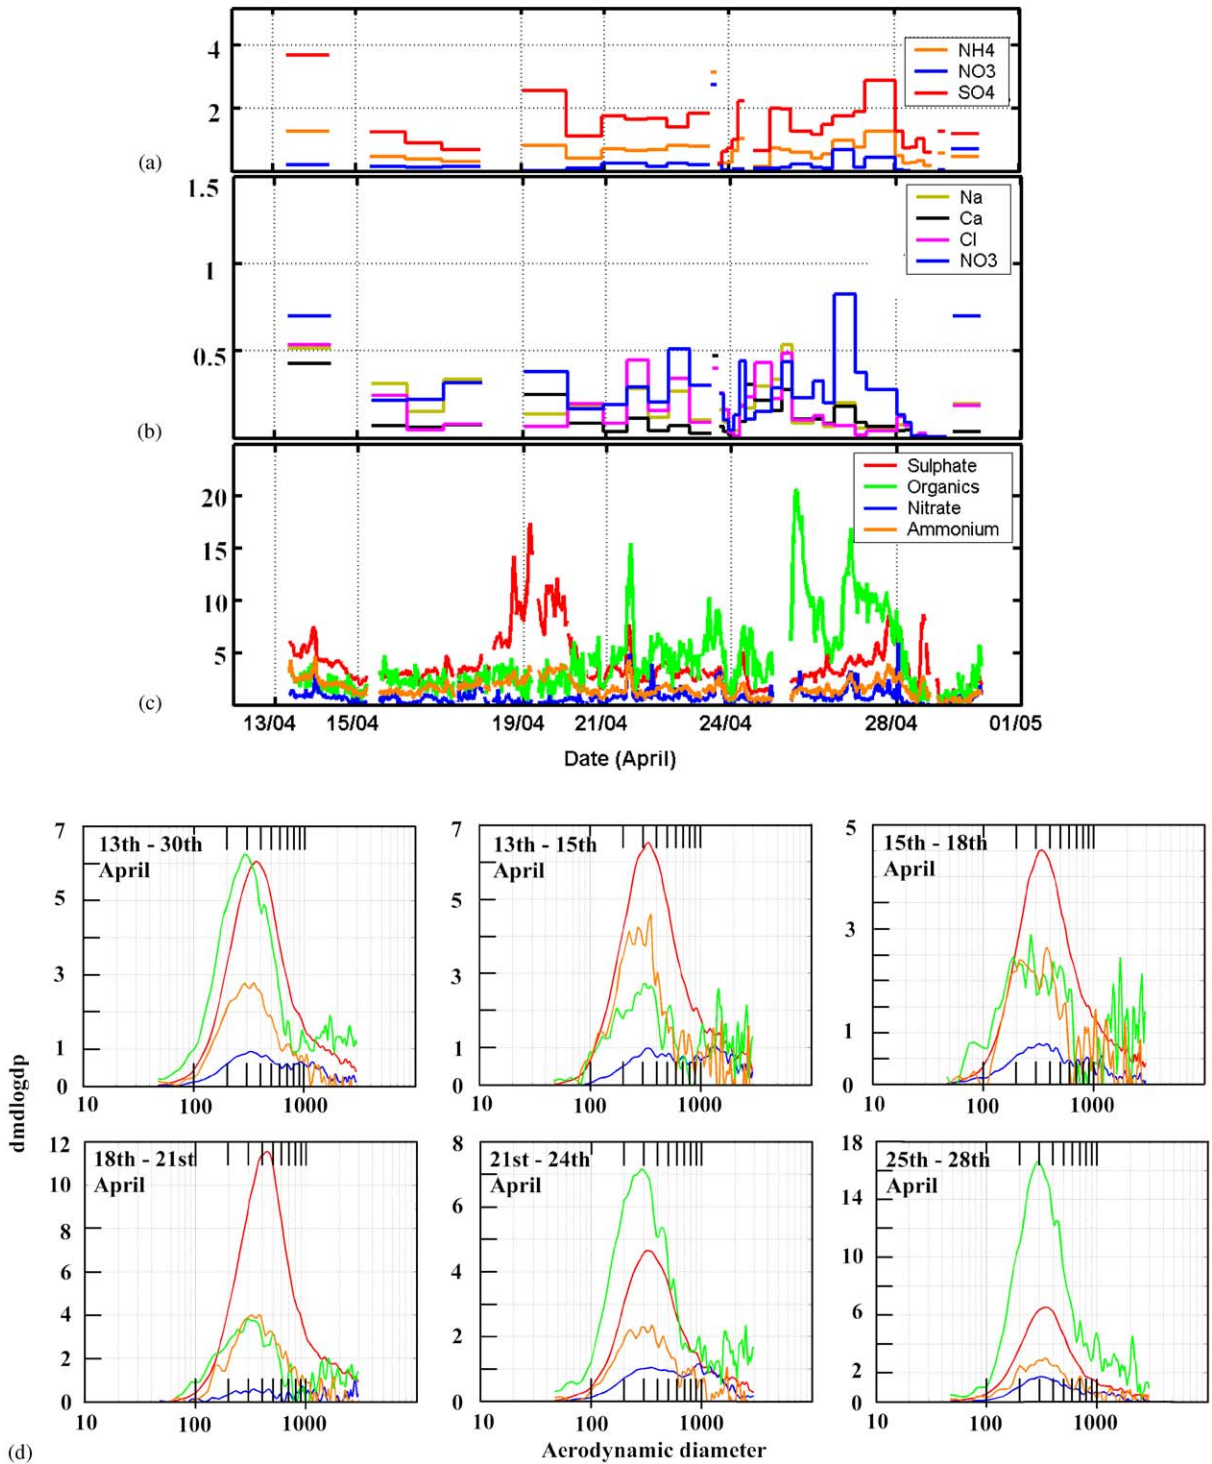 4
2
(a)
NH4
NO3
SO4
1.5
1
0.5
(b)
Na
Ca
Cl
NO3
20
15
10
5
(c)
Sulphate
Organics
Nitrate
Ammonium
13/04 15/04 19/04 21/04 24/04 28/04 01/05
Date (April)
dmdlogdp
13th - 30th
April
7
5
3
1
0
10 100 1000
13th - 15th
April
7
5
3
1
0
10 100 1000
15th - 18th
April
5
3
1
0
10 100 1000 10
18th - 21st
April
12
10
8
6
4
2
0
10 100 1000
21st - 24th
April
8
6
4
2
0
10 100 1000
25th - 28th
April
18
14
10
6
2
0
10 100 1000 10
Aerodynamic diameter
(d)